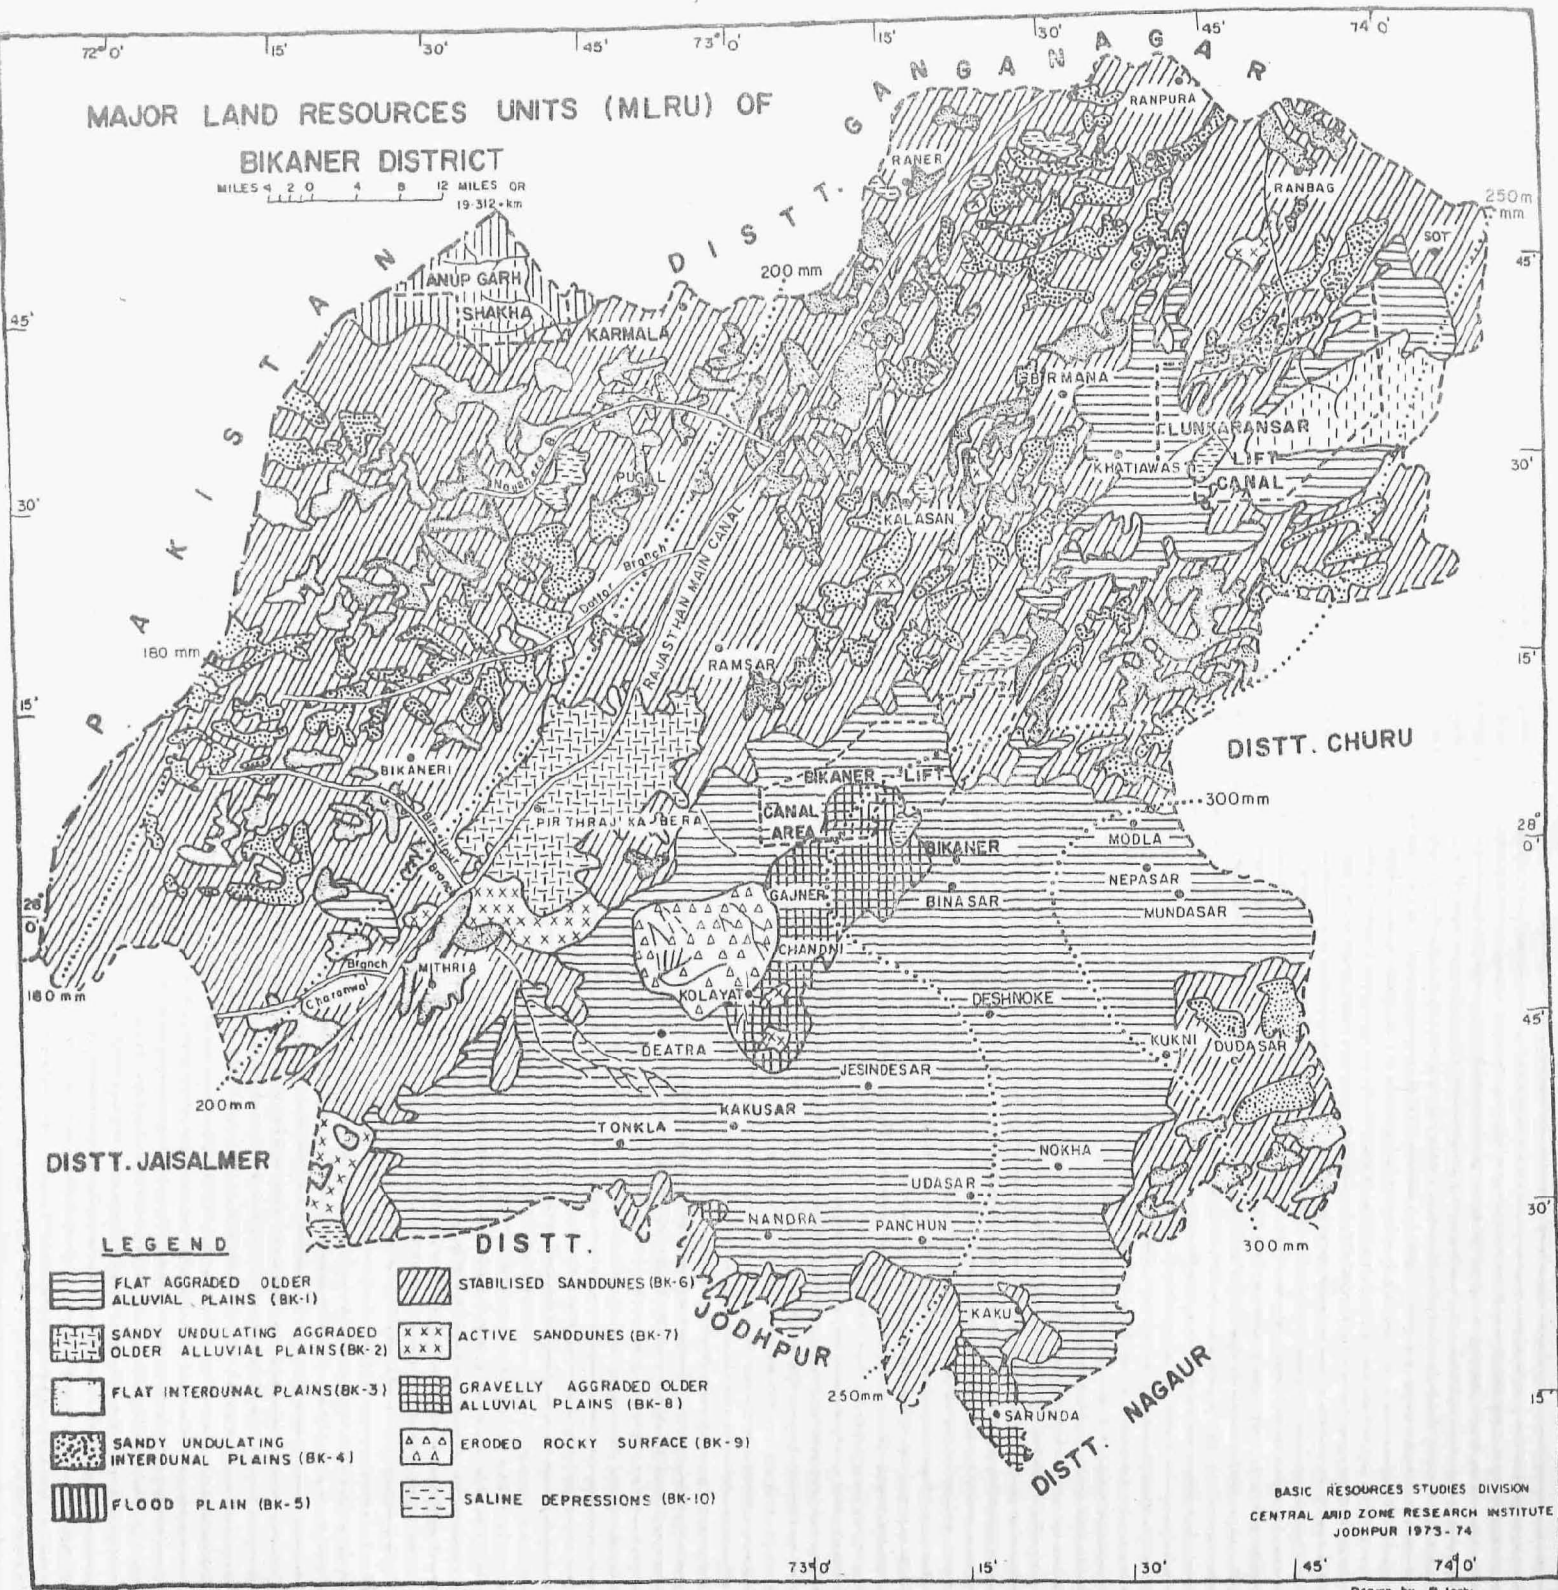 72°0'
15'
30'
45'
73°0'
15'
30'
45'
74°0'
MAJOR LAND RESOURCES UNITS (MLRU) OF
BIKANER DISTRICT
MILES 4 2 0 4 8 12 MILES OR
19·312·km
PAKISTAN
DISTT. GANGANAGAR
RANPURA
RANER
RANBAG
250mm
SOT
45'
200 mm
ANUP GARH
SHAKHA
KARMALA
45'
BIRMANA
LUNKARANSAR
LIFT
CANAL
KHATIAWAS
30'
Naushera
PUGAL
30'
KALASAN
Dattor Branch
RAJASTHAN MAIN CANAL
180 mm
RAMSAR
15'
15'
DISTT. CHURU
BIKANERI
BIKANER LIFT
CANAL
AREA
300mm
PIRTHRAJ KA BERA
Birsilpur Branch
MODLA
28°
0'
BIKANER
NEPASAR
GAJNER
BINASAR
MUNDASAR
28°
0'
CHANDNI
Branch
Charanwal
MITHRIA
KOLAYAT
180 mm
DESHNOKE
45'
KUKNI
DUDASAR
DEATRA
JESINDESAR
200mm
KAKUSAR
TONKLA
NOKHA
DISTT. JAISALMER
UDASAR
30'
NANDRA
PANCHUN
300mm
DISTT.
JODHPUR
KAKU
250mm
15'
SARUNDA
DISTT. NAGAUR
LEGEND
FLAT AGGRADED OLDER
ALLUVIAL PLAINS (BK-1)
SANDY UNDULATING AGGRADED
OLDER ALLUVIAL PLAINS (BK-2)
FLAT INTERDUNAL PLAINS (BK-3)
SANDY UNDULATING
INTERDUNAL PLAINS (BK-4)
FLOOD PLAIN (BK-5)
STABILISED SANDDUNES (BK-6)
ACTIVE SANDDUNES (BK-7)
GRAVELLY AGGRADED OLDER
ALLUVIAL PLAINS (BK-8)
ERODED ROCKY SURFACE (BK-9)
SALINE DEPRESSIONS (BK-10)
BASIC RESOURCES STUDIES DIVISION
CENTRAL ARID ZONE RESEARCH INSTITUTE
JODHPUR 1973-74
73°0'
15'
30'
45'
74°0'